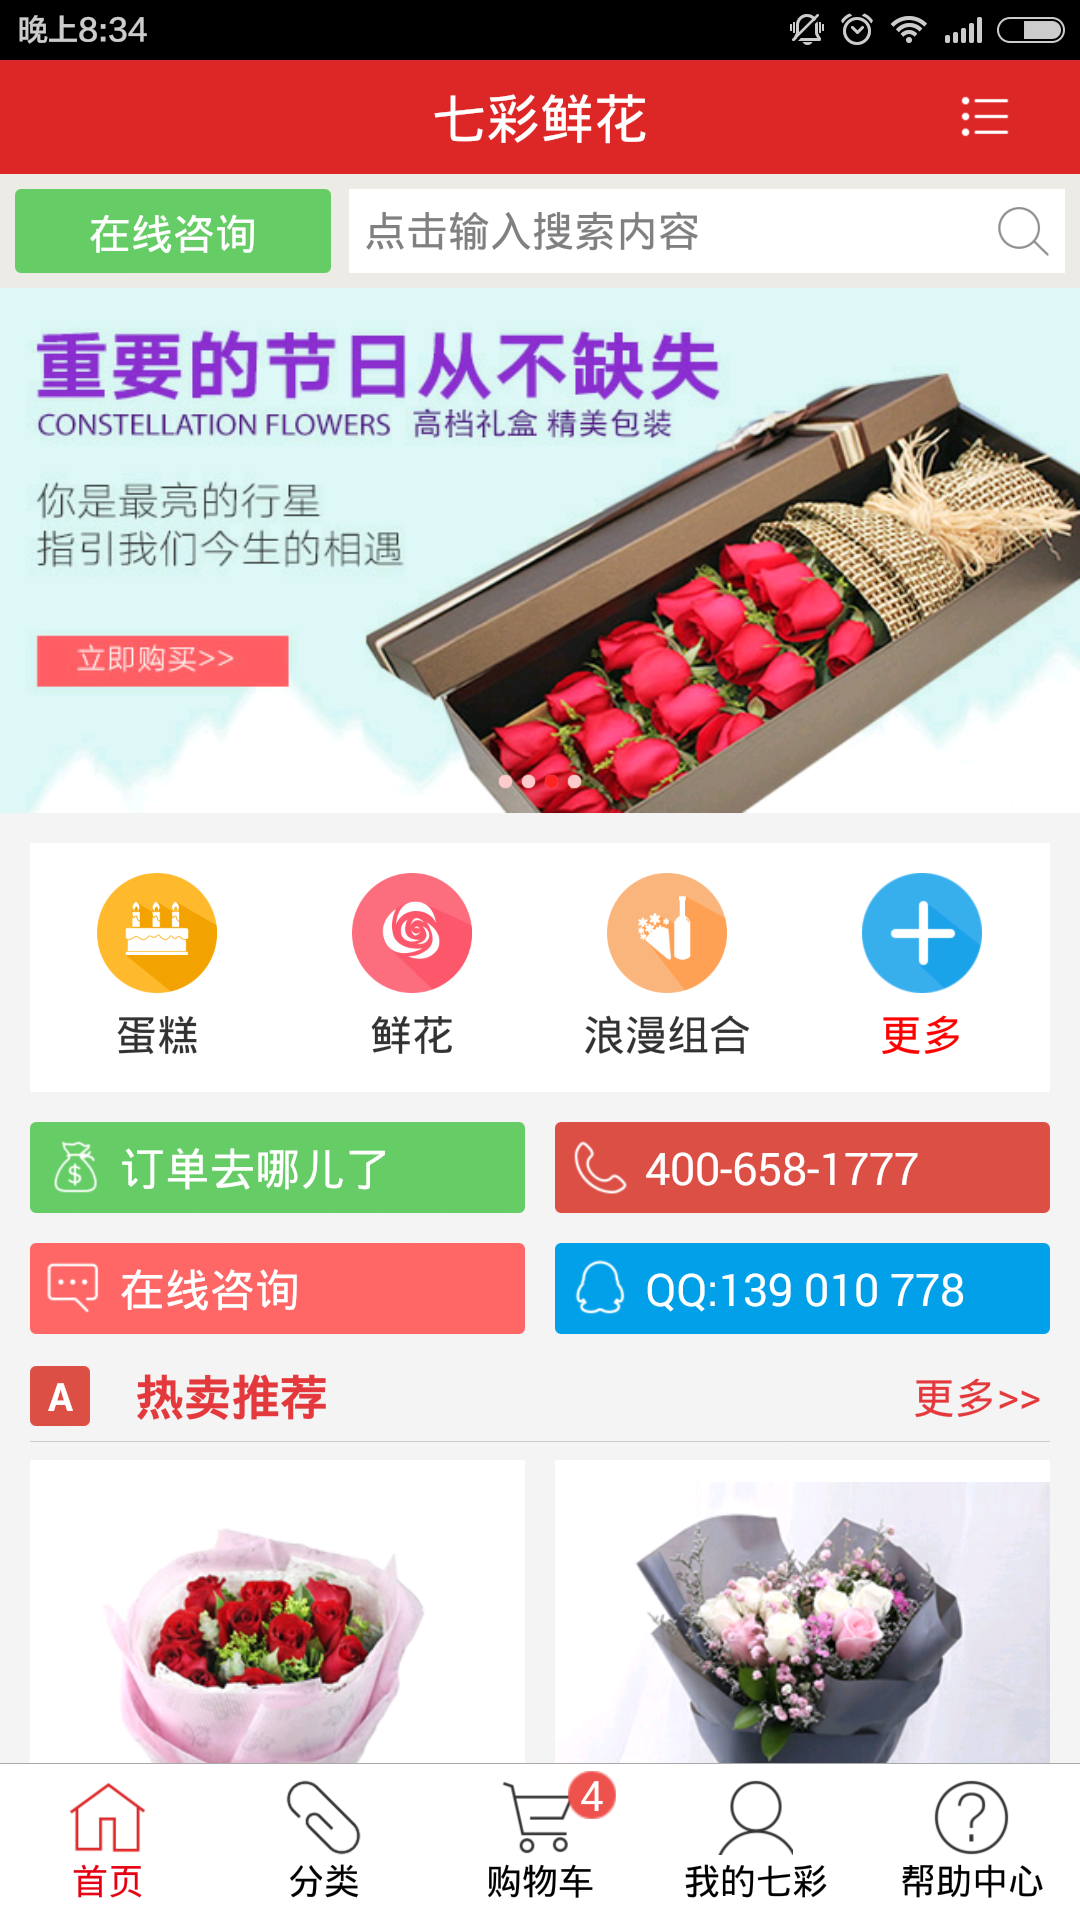 晚上8:34
七彩鲜花
在线咨询
点击输入搜索内容
重要的节日从不缺失
CONSTELLATION FLOWERS 高档礼盒 精美包装
你是最亮的行星
指引我们今生的相遇
立即购买>>
蛋糕
鲜花
浪漫组合
更多
订单去哪儿了
400-658-1777
在线咨询
QQ:139 010 778
A
热卖推荐
更多>>
4
首页
分类
购物车
我的七彩
帮助中心